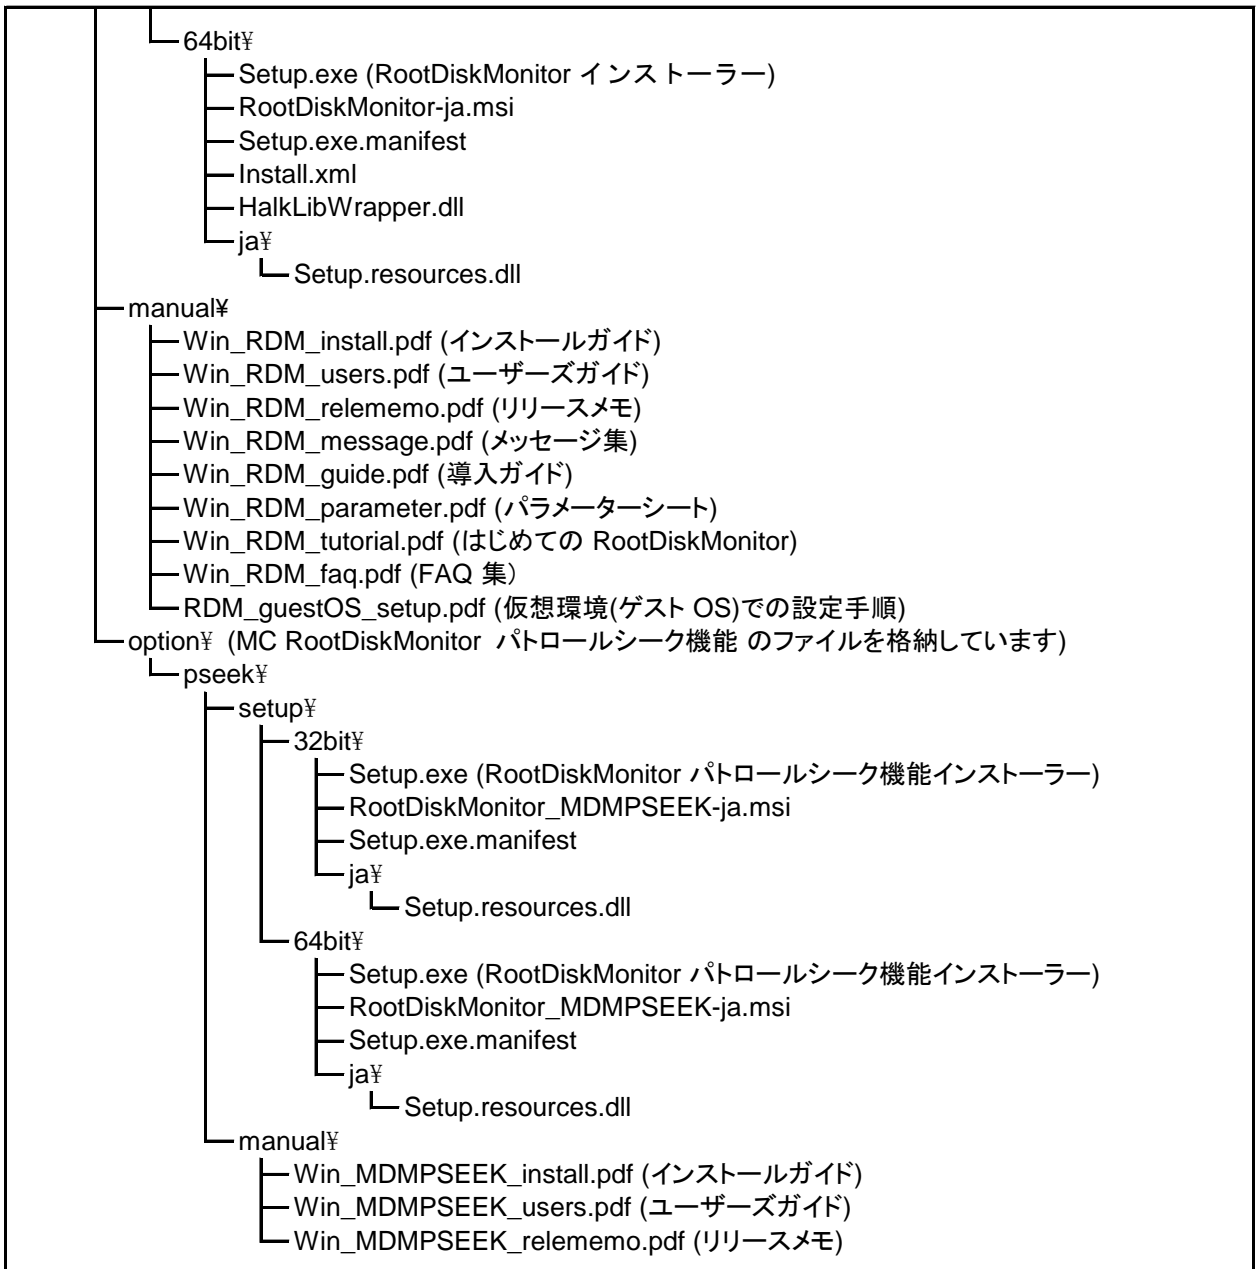 64bit¥
Setup.exe (RootDiskMonitor インストーラー)
RootDiskMonitor-ja.msi
Setup.exe.manifest
Install.xml
HalkLibWrapper.dll
ja¥
Setup.resources.dll
manual¥
Win_RDM_install.pdf (インストールガイド)
Win_RDM_users.pdf (ユーザーズガイド)
Win_RDM_relememo.pdf (リリースメモ)
Win_RDM_message.pdf (メッセージ集)
Win_RDM_guide.pdf (導入ガイド)
Win_RDM_parameter.pdf (パラメーターシート)
Win_RDM_tutorial.pdf (はじめての RootDiskMonitor)
Win_RDM_faq.pdf (FAQ 集）
RDM_guestOS_setup.pdf (仮想環境(ゲスト OS)での設定手順)
option¥ (MC RootDiskMonitor パトロールシーク機能 のファイルを格納しています)
pseek¥
setup¥
32bit¥
Setup.exe (RootDiskMonitor パトロールシーク機能インストーラー)
RootDiskMonitor_MDMPSEEK-ja.msi
Setup.exe.manifest
ja¥
Setup.resources.dll
64bit¥
Setup.exe (RootDiskMonitor パトロールシーク機能インストーラー)
RootDiskMonitor_MDMPSEEK-ja.msi
Setup.exe.manifest
ja¥
Setup.resources.dll
manual¥
Win_MDMPSEEK_install.pdf (インストールガイド)
Win_MDMPSEEK_users.pdf (ユーザーズガイド)
Win_MDMPSEEK_relememo.pdf (リリースメモ)